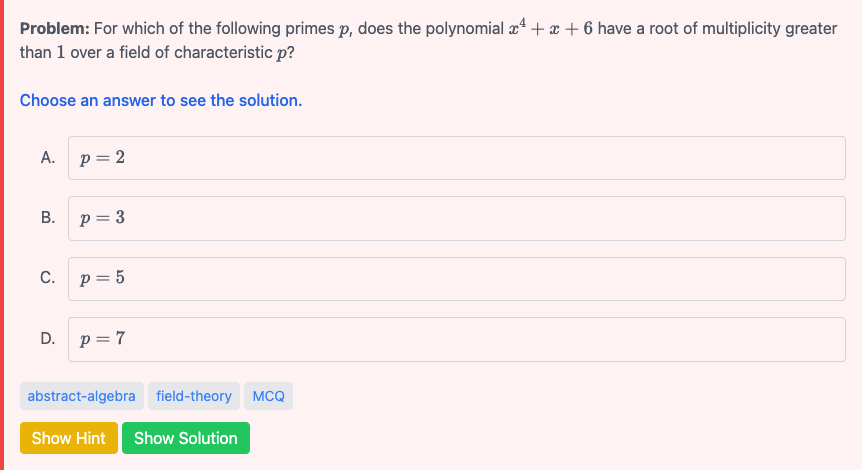 Problem: For which of the following primes p, does the polynomial x⁴ + x + 6 have a root of multiplicity greater
than 1 over a field of characteristic p?
Choose an answer to see the solution.
A. p = 2
B. p = 3
C. p = 5
D. p = 7
abstract-algebra field-theory MCQ
Show Hint Show Solution